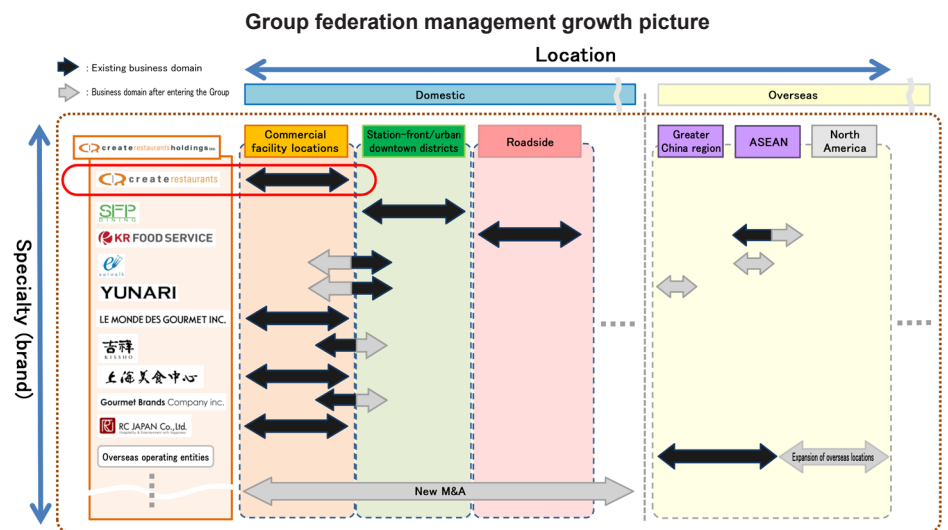 Group federation management growth picture
Location
: Existing business domain
: Business domain after entering the Group
Domestic
Overseas
create restaurants holdings inc.
Commercial
facility locations
Station-front/urban
downtown districts
Roadside
Greater
China region
ASEAN
North
America
create restaurants
SFP
DINING
KR FOOD SERVICE
eatwalk
YUNARI
LE MONDE DES GOURMET INC.
吉祥
KISSHO
上海美食中心
Gourmet Brands Company inc.
RC JAPAN Co., Ltd.
Hospitality & Entertainment with Happiness
Overseas operating entities
Expansion of overseas locations
New M&A
Specialty (brand)